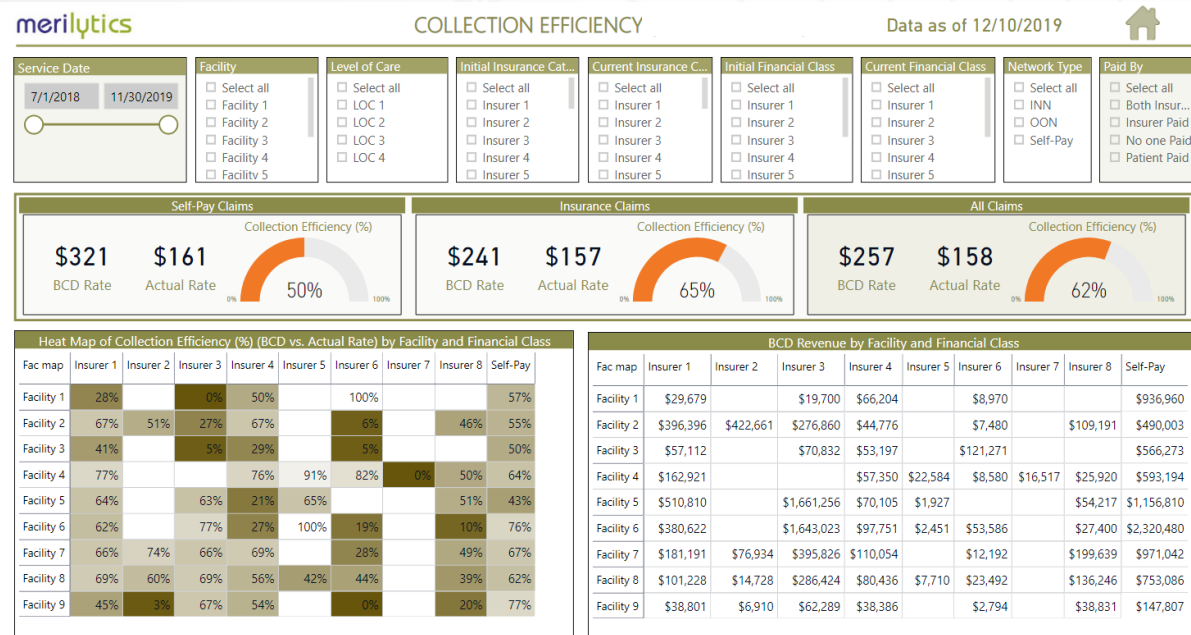 merilytics
COLLECTION EFFICIENCY
Data as of 12/10/2019
Service Date
7/1/2018 11/30/2019
Facility
Select all
Facility 1
Facility 2
Facility 3
Facility 4
Facility 5
Level of Care
Select all
LOC 1
LOC 2
LOC 3
LOC 4
Initial Insurance Cat...
Select all
Insurer 1
Insurer 2
Insurer 3
Insurer 4
Insurer 5
Current Insurance C...
Select all
Insurer 1
Insurer 2
Insurer 3
Insurer 4
Insurer 5
Initial Financial Class
Select all
Insurer 1
Insurer 2
Insurer 3
Insurer 4
Insurer 5
Current Financial Class
Select all
Insurer 1
Insurer 2
Insurer 3
Insurer 4
Insurer 5
Network Type
Select all
INN
OON
Self-Pay
Paid By
Select all
Both Insur...
Insurer Paid
No one Paid
Patient Paid
Self-Pay Claims
Collection Efficiency (%)
$321 $161
BCD Rate Actual Rate
0% 50% 100%
Insurance Claims
Collection Efficiency (%)
$241 $157
BCD Rate Actual Rate
0% 65% 100%
All Claims
Collection Efficiency (%)
$257 $158
BCD Rate Actual Rate
0% 62% 100%
Heat Map of Collection Efficiency (%) (BCD vs. Actual Rate) by Facility and Financial Class
Fac map Insurer 1 Insurer 2 Insurer 3 Insurer 4 Insurer 5 Insurer 6 Insurer 7 Insurer 8 Self-Pay
Facility 1 28% 0% 50% 100% 57%
Facility 2 67% 51% 27% 67% 6% 46% 55%
Facility 3 41% 5% 29% 5% 50%
Facility 4 77% 76% 91% 82% 0% 50% 64%
Facility 5 64% 63% 21% 65% 51% 43%
Facility 6 62% 77% 27% 100% 19% 10% 76%
Facility 7 66% 74% 66% 69% 28% 49% 67%
Facility 8 69% 60% 69% 56% 42% 44% 39% 62%
Facility 9 45% 3% 67% 54% 0% 20% 77%
BCD Revenue by Facility and Financial Class
Fac map Insurer 1 Insurer 2 Insurer 3 Insurer 4 Insurer 5 Insurer 6 Insurer 7 Insurer 8 Self-Pay
Facility 1 $29,679 $19,700 $66,204 $8,970 $936,960
Facility 2 $396,396 $422,661 $276,860 $44,776 $7,480 $109,191 $490,003
Facility 3 $57,112 $70,832 $53,197 $121,271 $566,273
Facility 4 $162,921 $57,350 $22,584 $8,580 $16,517 $25,920 $593,194
Facility 5 $510,810 $1,661,256 $70,105 $1,927 $54,217 $1,156,810
Facility 6 $380,622 $1,643,023 $97,751 $2,451 $53,586 $27,400 $2,320,480
Facility 7 $181,191 $76,934 $395,826 $110,054 $12,192 $199,639 $971,042
Facility 8 $101,228 $14,728 $286,424 $80,436 $7,710 $23,492 $136,246 $753,086
Facility 9 $38,801 $6,910 $62,289 $38,386 $2,794 $38,831 $147,807